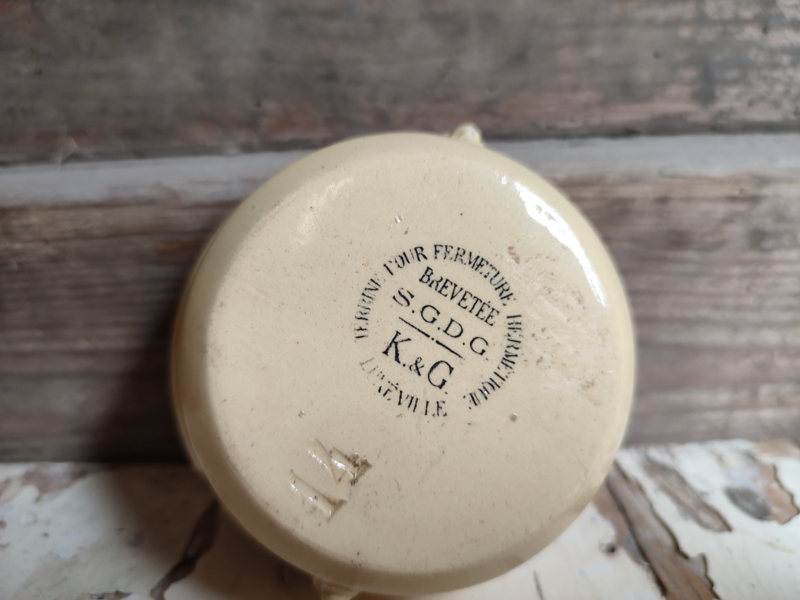 TERRINE POUR FERMETURE HERMETIQUE
BREVETÉE
S.G.D.G.
K.&G
LUNÉVILLE
14